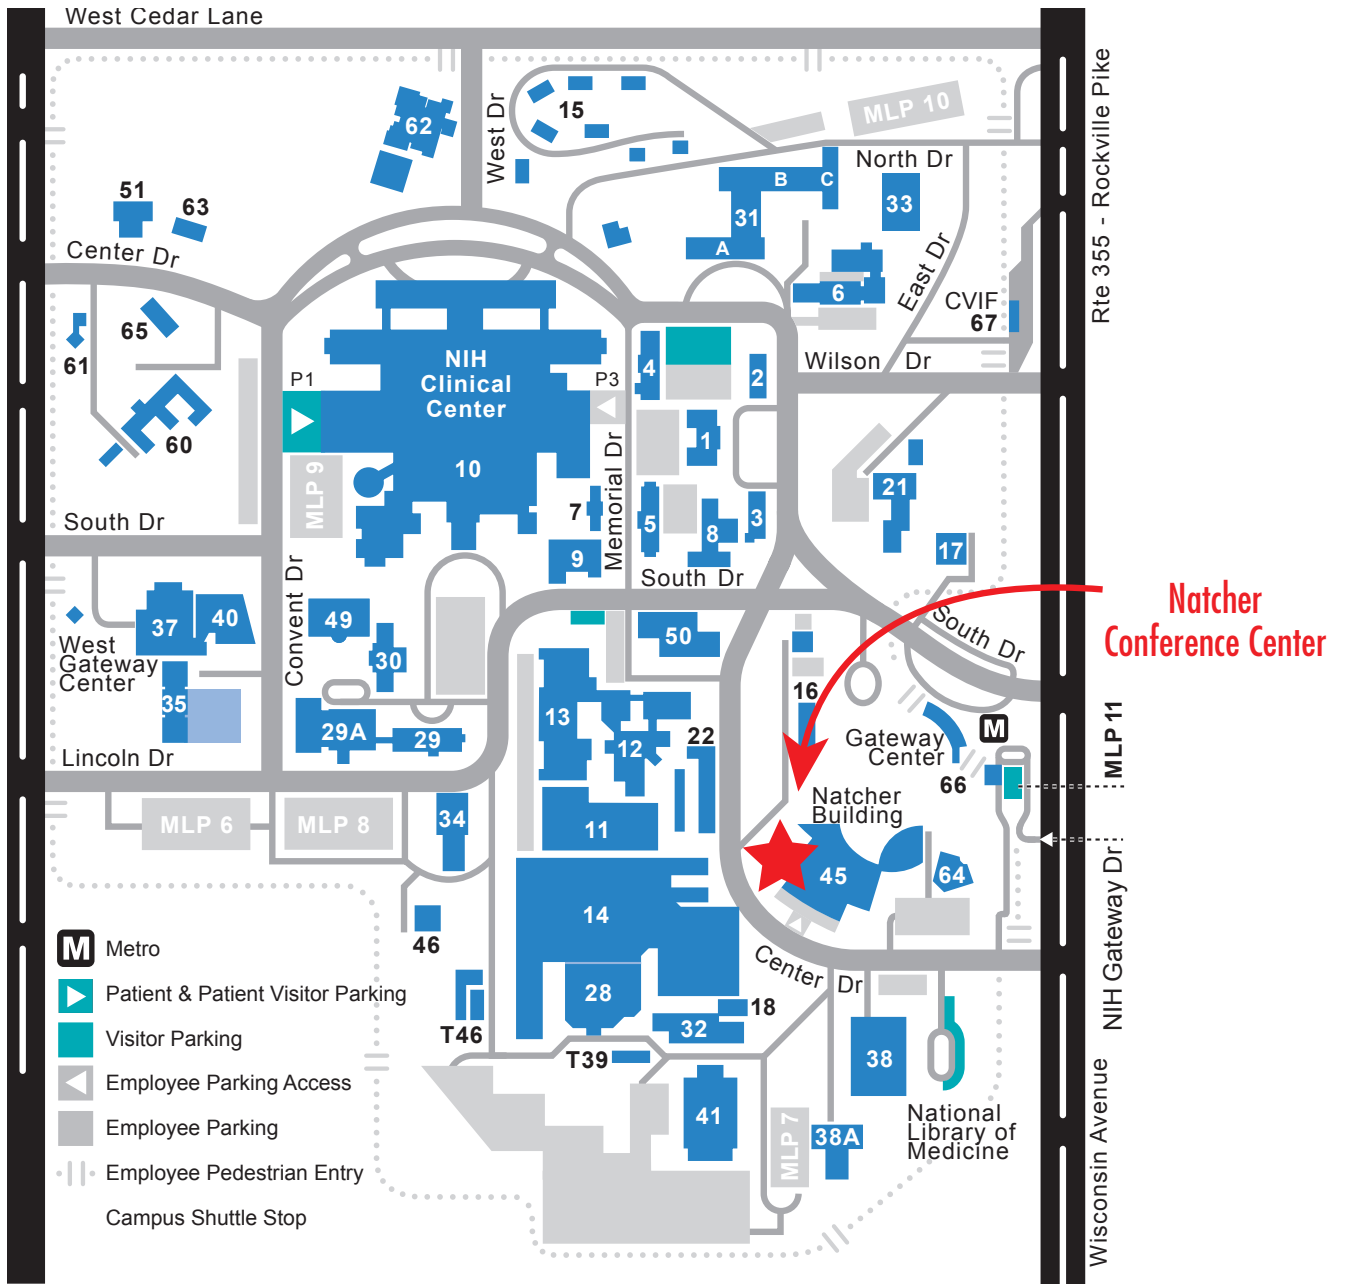 West Cedar Lane
Rte 355 - Rockville Pike
West Dr
15
MLP 10
62
North Dr
B
C
33
31
A
51
63
Center Dr
East Dr
6
CVIF
67
65
61
Wilson Dr
NIH
Clinical
Center
10
P1
P3
4
2
1
60
MLP 9
Memorial Dr
7
5
8
3
21
17
South Dr
9
South Dr
Natcher
Conference Center
South Dr
37
40
49
Convent Dr
30
50
West
Gateway
Center
35
16
13
12
22
29A
29
Gateway
Center
M
66
MLP 11
Lincoln Dr
Natcher
Building
MLP 6
MLP 8
34
11
45
64
NIH Gateway Dr
14
46
Center Dr
28
18
32
T46
T39
38
41
MLP 7
38A
National
Library of
Medicine
Wisconsin Avenue
M Metro
Patient & Patient Visitor Parking
Visitor Parking
Employee Parking Access
Employee Parking
Employee Pedestrian Entry
Campus Shuttle Stop